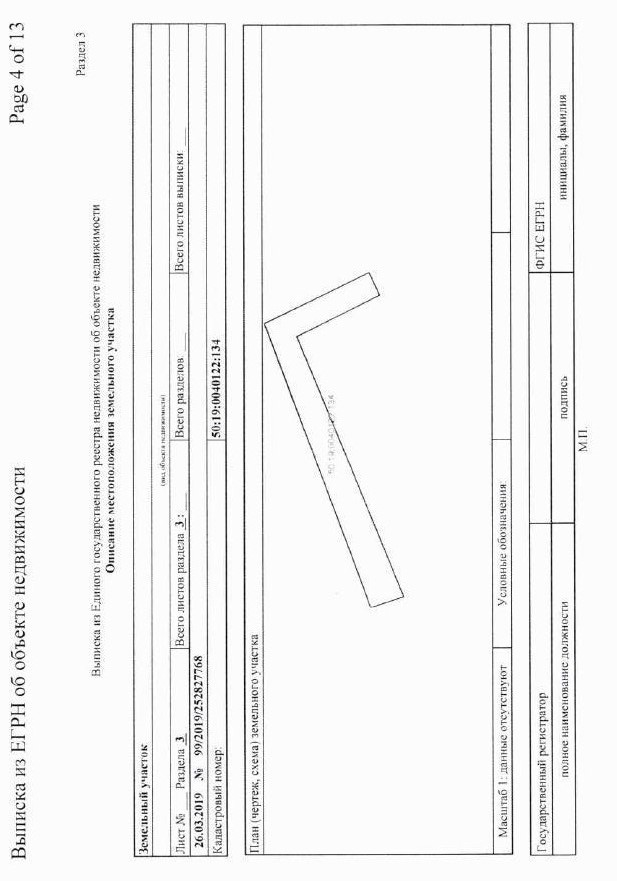 Выписка из ЕГРН об объекте недвижимости Page 4 of 13
Раздел 3
Выписка из Единого государственного реестра недвижимости об объекте недвижимости
Описание местоположения земельного участка
Земельный участок
(вид объекта недвижимости)
Лист № ___ Раздела 3 Всего листов раздела 3: ___ Всего разделов ___ Всего листов выписки: ___
26.03.2019 № 99/2019/252827768
Кадастровый номер: 50:19:0040122:134
План (чертеж, схема) земельного участка
50:19:0040122:134
Масштаб 1: данные отсутствуют Условные обозначения
Государственный регистратор ФГИС ЕГРН
полное наименование должности подпись инициалы, фамилия
М.П.